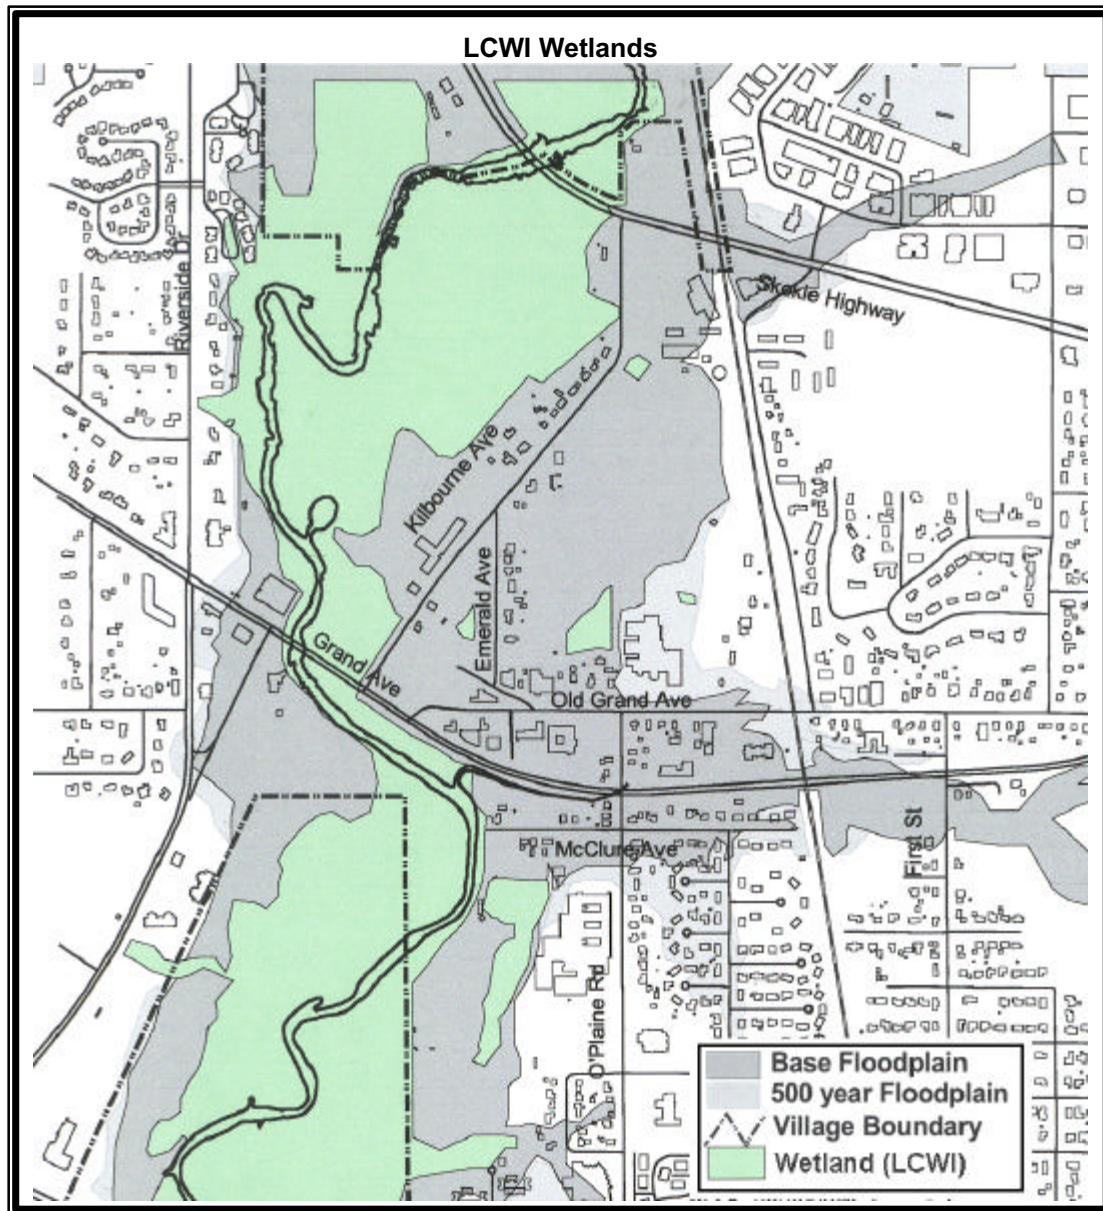 LCWI Wetlands
Riverside Dr
Skokie Highway
Kilbourne Ave
Emerald Ave
Grand Ave
Old Grand Ave
McClure Ave
First St
O'Plaine Rd
Base Floodplain
500 year Floodplain
Village Boundary
Wetland (LCWI)